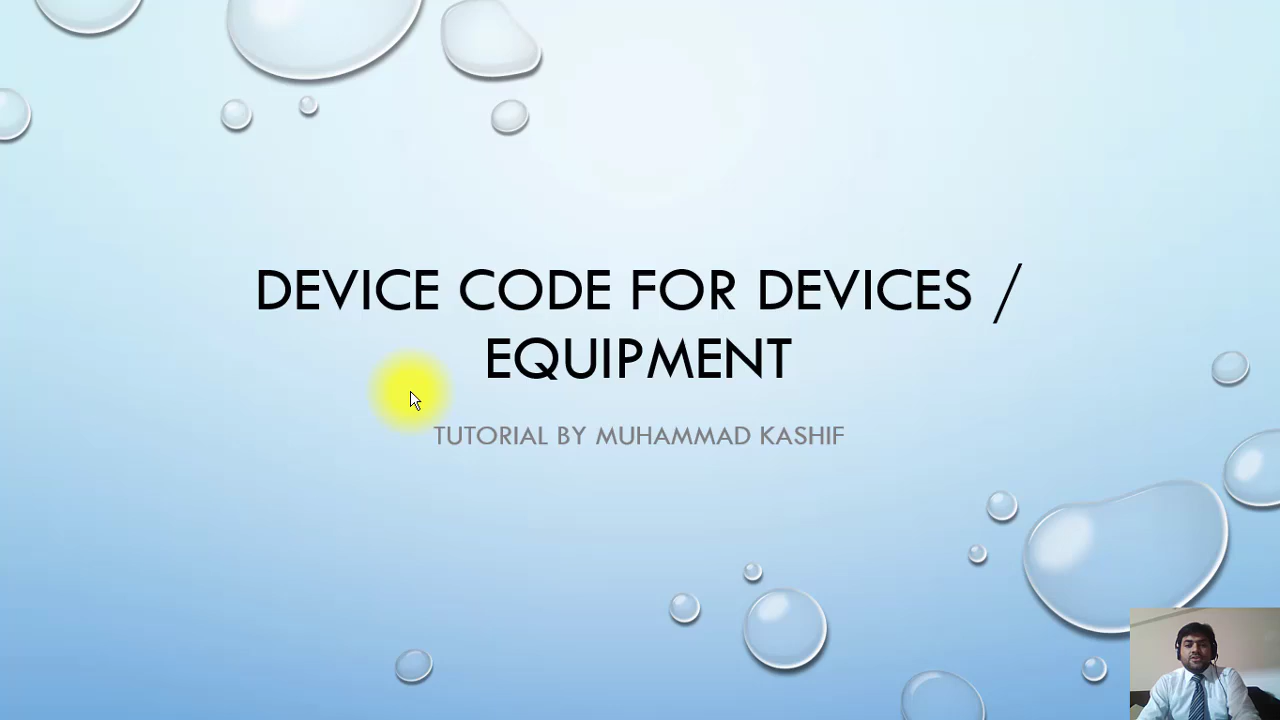 DEVICE CODE FOR DEVICES /
EQUIPMENT
TUTORIAL BY MUHAMMAD KASHIF